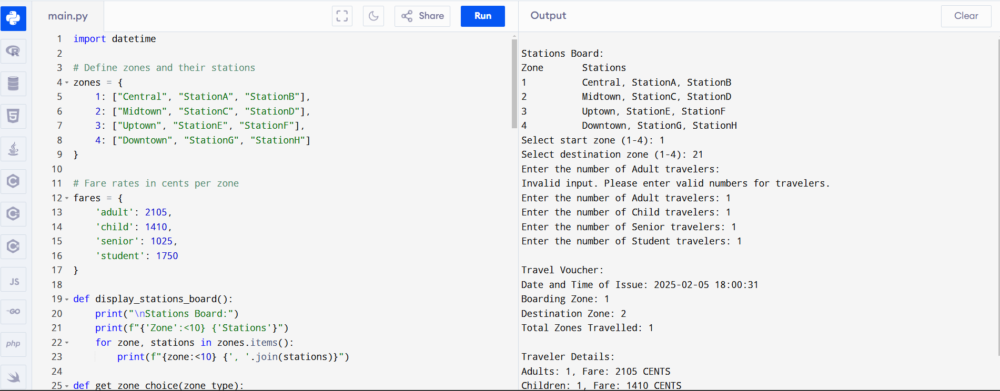 main.py
Share
Run
Output
Clear
1 import datetime
2
3 # Define zones and their stations
4 zones = {
5     1: ["Central", "StationA", "StationB"],
6     2: ["Midtown", "StationC", "StationD"],
7     3: ["Uptown", "StationE", "StationF"],
8     4: ["Downtown", "StationG", "StationH"]
9 }
10
11 # Fare rates in cents per zone
12 fares = {
13     'adult': 2105,
14     'child': 1410,
15     'senior': 1025,
16     'student': 1750
17 }
18
19 def display_stations_board():
20     print("\nStations Board:")
21     print(f"{'Zone':<10} {'Stations'}")
22     for zone, stations in zones.items():
23         print(f"{zone:<10} {', '.join(stations)}")
24
25 def get_zone_choice(zone_type):
Stations Board:
Zone       Stations
1          Central, StationA, StationB
2          Midtown, StationC, StationD
3          Uptown, StationE, StationF
4          Downtown, StationG, StationH
Select start zone (1-4): 1
Select destination zone (1-4): 21
Enter the number of Adult travelers:
Invalid input. Please enter valid numbers for travelers.
Enter the number of Adult travelers: 1
Enter the number of Child travelers: 1
Enter the number of Senior travelers: 1
Enter the number of Student travelers: 1
Travel Voucher:
Date and Time of Issue: 2025-02-05 18:00:31
Boarding Zone: 1
Destination Zone: 2
Total Zones Travelled: 1
Traveler Details:
Adults: 1, Fare: 2105 CENTS
Children: 1, Fare: 1410 CENTS
R
5
C
C
C
JS
GO
php